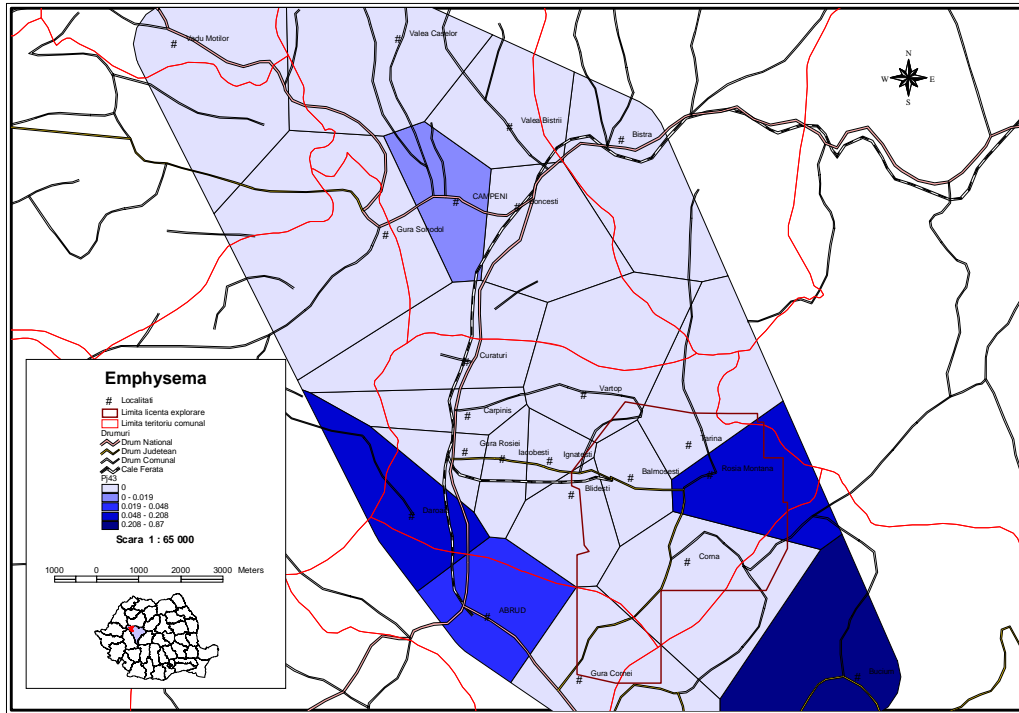 Vadu Motilor
Valea Caselor
N
W E
S
Valea Bistrii
Bistra
CAMPENI
Boncesti
Gura Sohodol
Curaturi
Vartop
Carpinis
Tarina
Gura Rosiei
Iacobesti
Ignatesti
Balmosesti
Rosia Montana
Blidesti
Corna
ABRUD
Gura Cornei
Emphysema
# Localitati
Limita licenta explorare
Limita teritoriu comunal
Drumuri
Drum National
Drum Judetean
Drum Comunal
Cale Ferata
Pj43
0
0 - 0.019
0.019 - 0.048
0.048 - 0.208
0.208 - 0.87
Scara 1 : 65 000
1000 0 1000 2000 3000 Meters